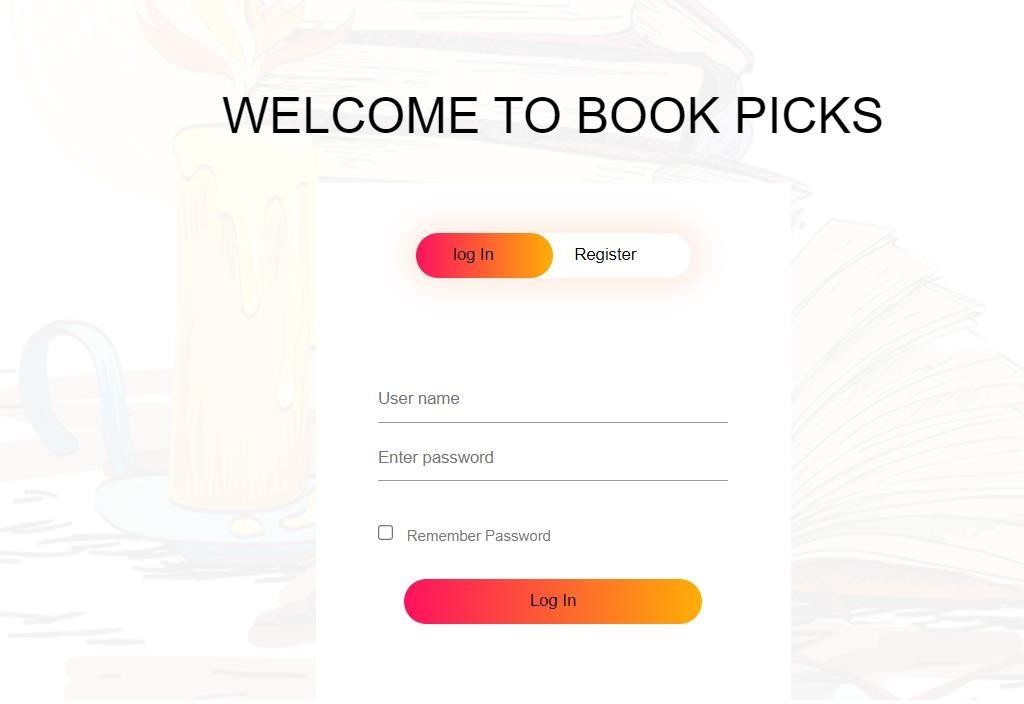 WELCOME TO BOOK PICKS
log In Register
User name
Enter password
Remember Password
Log In